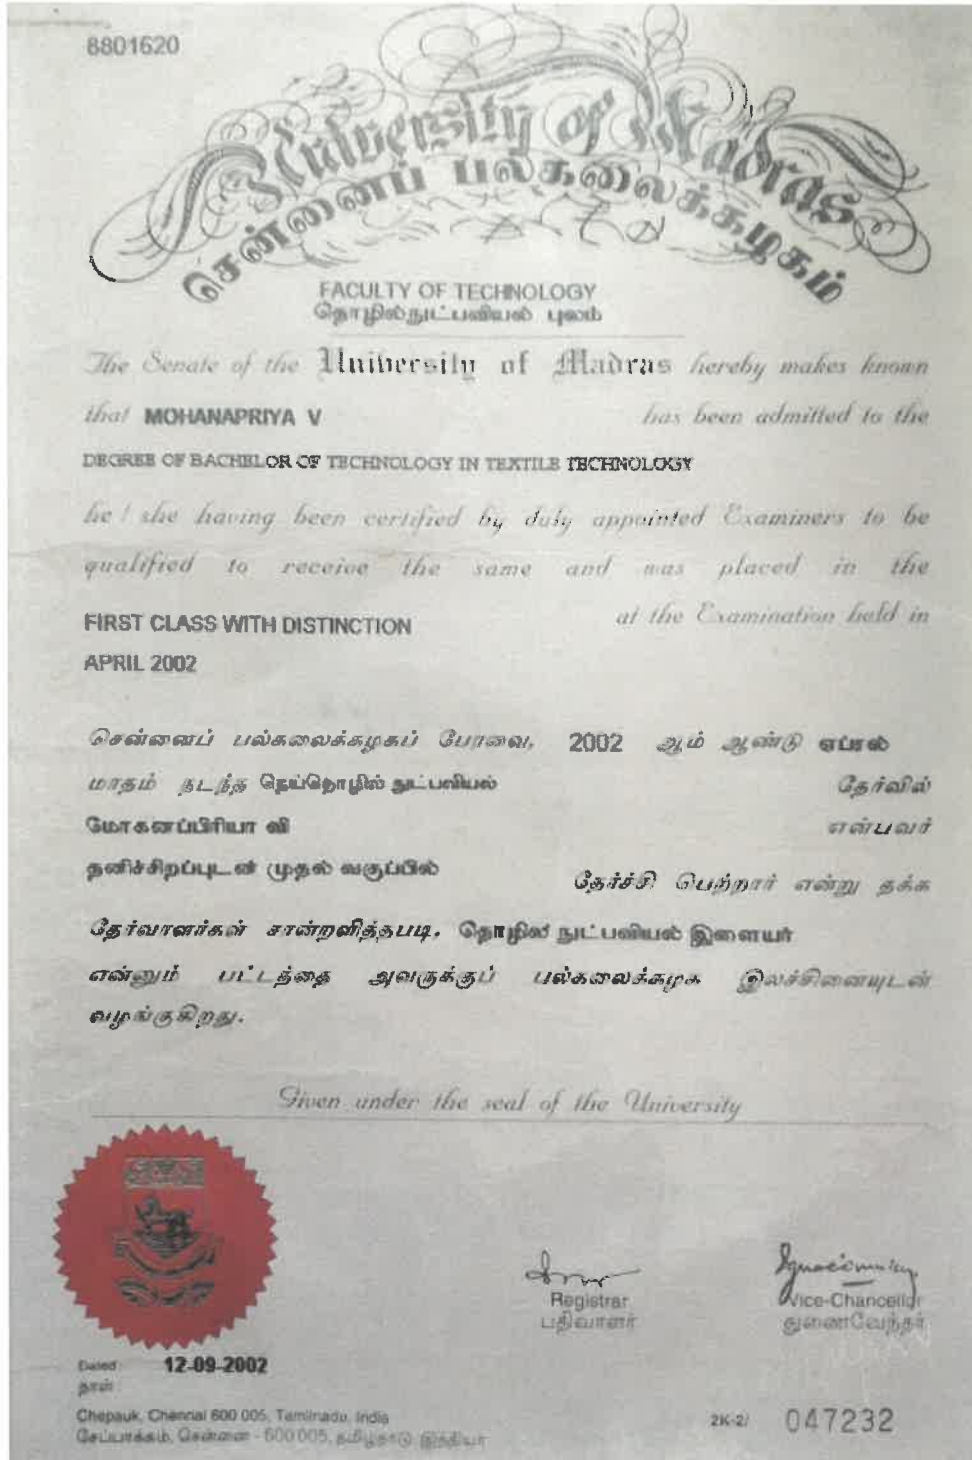 8801620
University of Madras
சென்னைப் பல்கலைக்கழகம்
FACULTY OF TECHNOLOGY
தொழில்நுட்பவியல் புலம்
The Senate of the University of Madras hereby makes known
that MOHANAPRIYA V has been admitted to the
DEGREE OF BACHELOR OF TECHNOLOGY IN TEXTILE TECHNOLOGY
he / she having been certified by duly appointed Examiners to be
qualified to receive the same and was placed in the
FIRST CLASS WITH DISTINCTION at the Examination held in
APRIL 2002
சென்னைப் பல்கலைக்கழகப் பேரவை, 2002 ஆம் ஆண்டு ஏப்ரல்
மாதம் நடந்த நெய்தொழில் நுட்பவியல் தேர்வில்
மோகனப்பிரியா வி என்பவர்
தனிச்சிறப்புடன் முதல் வகுப்பில் தேர்ச்சி பெற்றார் என்று தக்க
தேர்வாளர்கள் சான்றளித்தபடி, தொழில் நுட்பவியல் இளையர்
என்னும் பட்டத்தை அவருக்குப் பல்கலைக்கழக இலச்சினையுடன்
வழங்குகிறது.
Given under the seal of the University
Registrar
பதிவாளர்
Vice-Chancellor
துணைவேந்தர்
Dated 12-09-2002
நாள்
Chepauk, Chennai 600 005, Tamilnadu, India
சேப்பாக்கம், சென்னை - 600 005, தமிழ்நாடு, இந்தியா
2K-2/ 047232